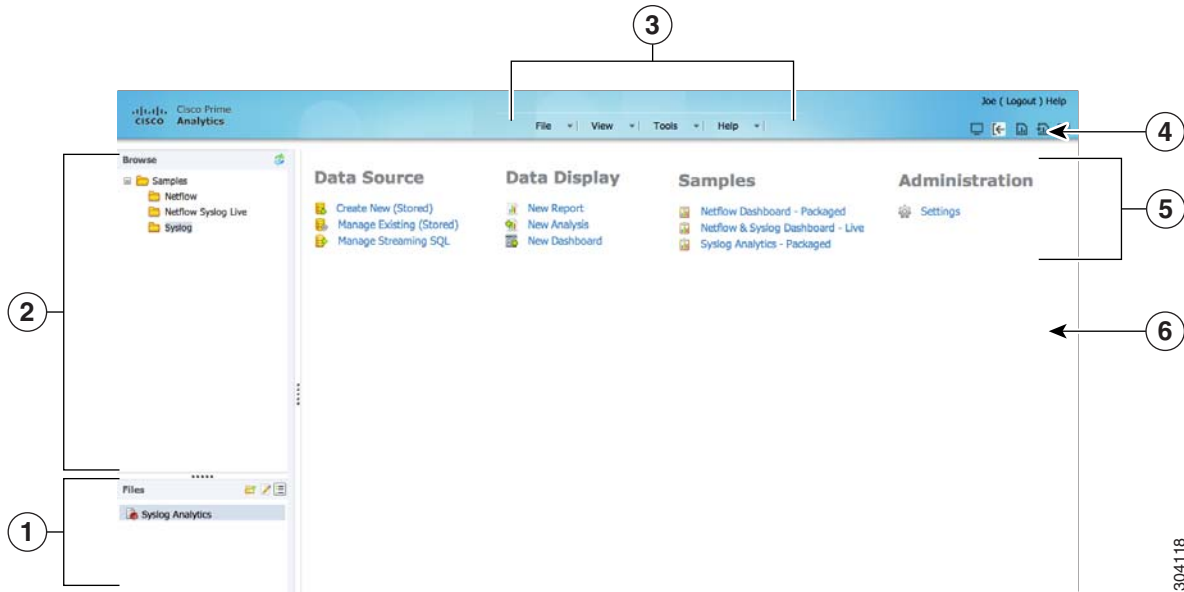 3
Cisco Prime
CISCO Analytics
Joe ( Logout ) Help
File View Tools Help
4
2
Browse
Samples
Netflow
Netflow Syslog Live
Syslog
Data Source
Create New (Stored)
Manage Existing (Stored)
Manage Streaming SQL
Data Display
New Report
New Analysis
New Dashboard
Samples
Netflow Dashboard - Packaged
Netflow & Syslog Dashboard - Live
Syslog Analytics - Packaged
Administration
Settings
5
6
1
Files
Syslog Analytics
304118